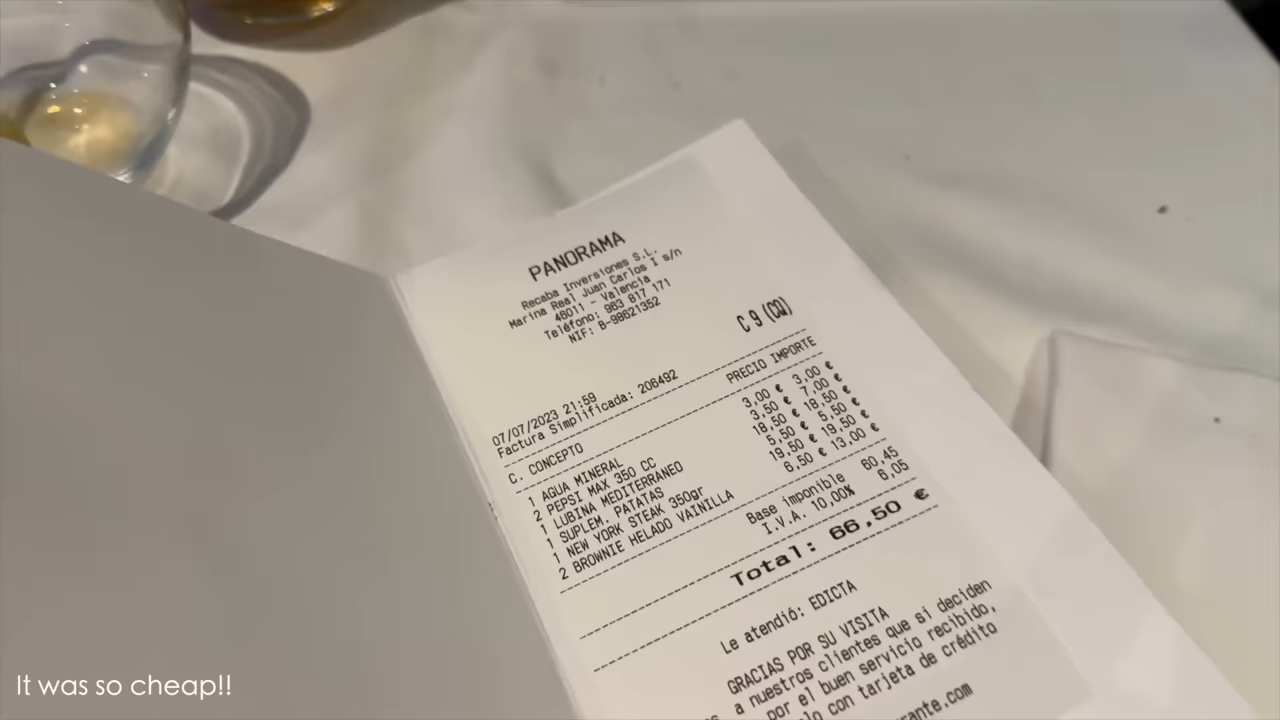 PANORAMA
Recaba Inversiones S.L.
Marina Real Juan Carlos I s/n
46011 - Valencia
Teléfono: 963 817 171
NIF: B-98621352
C 9 (CQ)
07/07/2023 21:59
Factura Simplificada: 206492
C. CONCEPTO PRECIO IMPORTE
1 AGUA MINERAL 3,00 € 3,00 €
2 PEPSI MAX 350 CC 3,50 € 7,00 €
1 LUBINA MEDITERRANEO 18,50 € 18,50 €
1 SUPLEM. PATATAS 5,50 € 5,50 €
1 NEW YORK STEAK 350gr 19,50 € 19,50 €
2 BROWNIE HELADO VAINILLA 6,50 € 13,00 €
Base imponible 60,45
I.V.A. 10,00% 6,05
Total: 66,50 €
Le atendió: EDICTA
GRACIAS POR SU VISITA
a nuestros clientes que si deciden
por el buen servicio recibido,
con tarjeta de crédito
It was so cheap!!